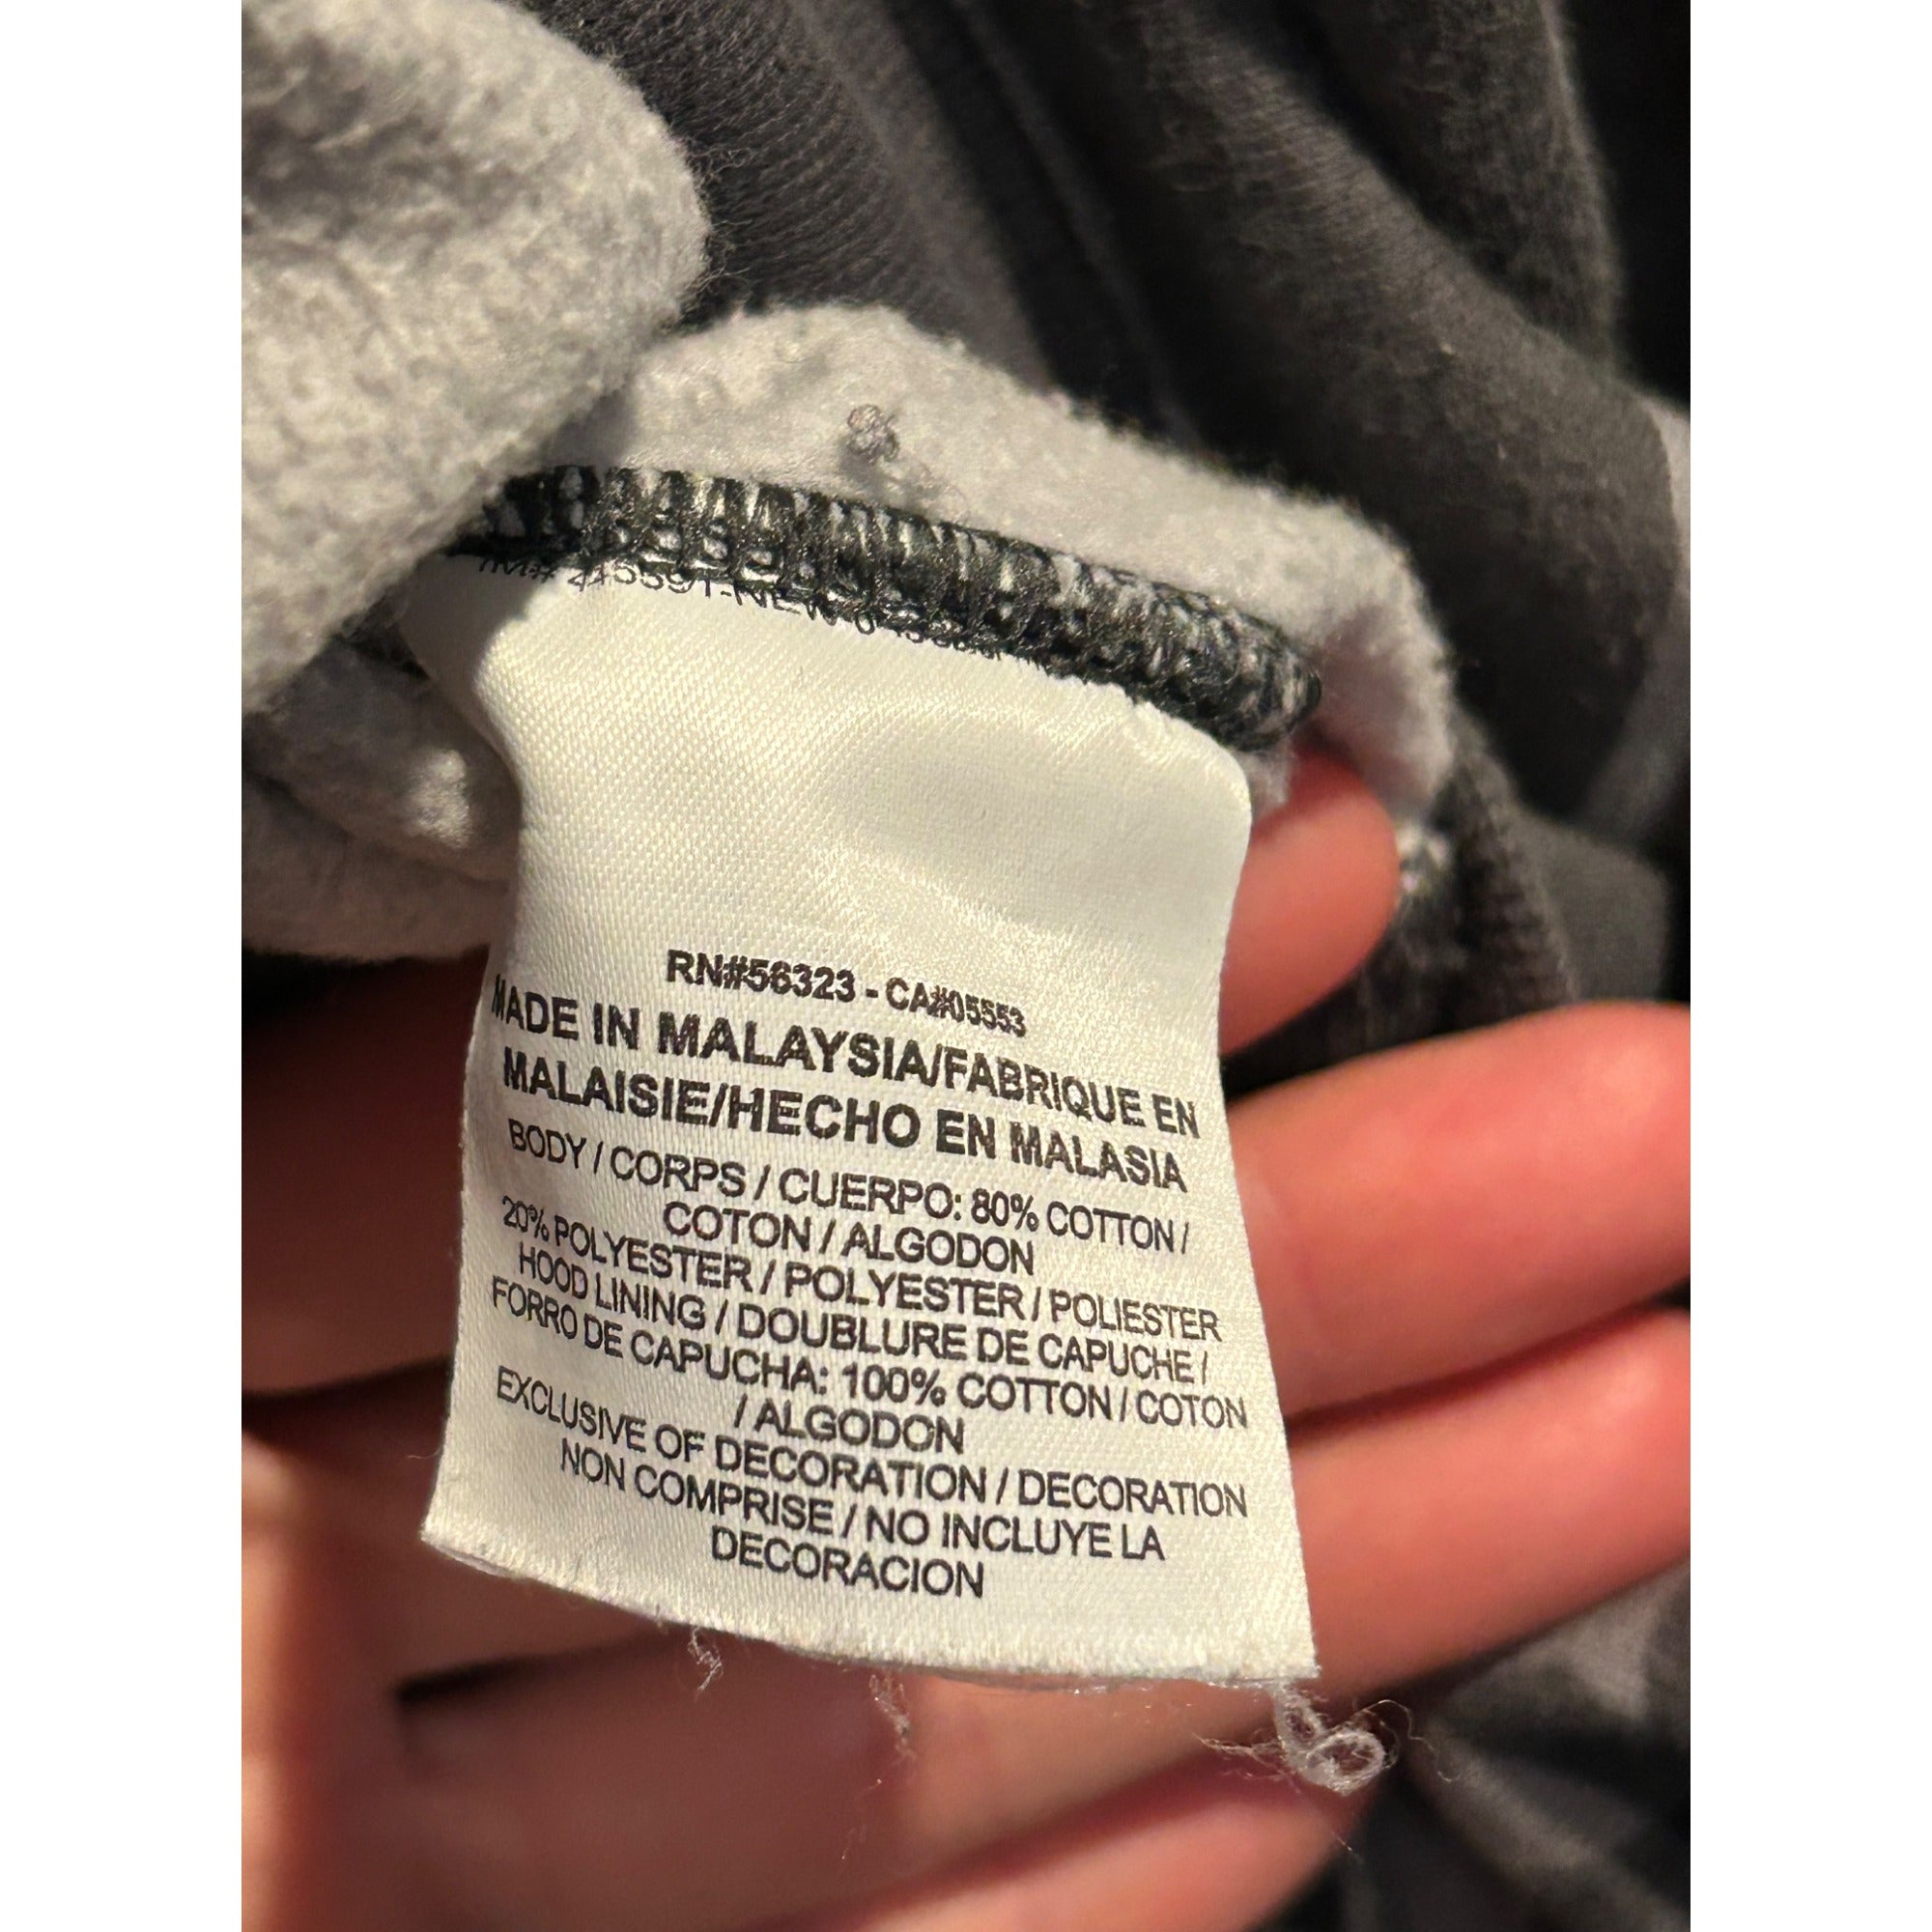 RN#56323 - CA#05553
MADE IN MALAYSIA/FABRIQUE EN
MALAISIE/HECHO EN MALASIA
BODY / CORPS / CUERPO: 80% COTTON /
COTON / ALGODON
20% POLYESTER / POLYESTER / POLIESTER
HOOD LINING / DOUBLURE DE CAPUCHE /
FORRO DE CAPUCHA: 100% COTTON / COTON
/ ALGODON
EXCLUSIVE OF DECORATION / DECORATION
NON COMPRISE / NO INCLUYE LA
DECORACION